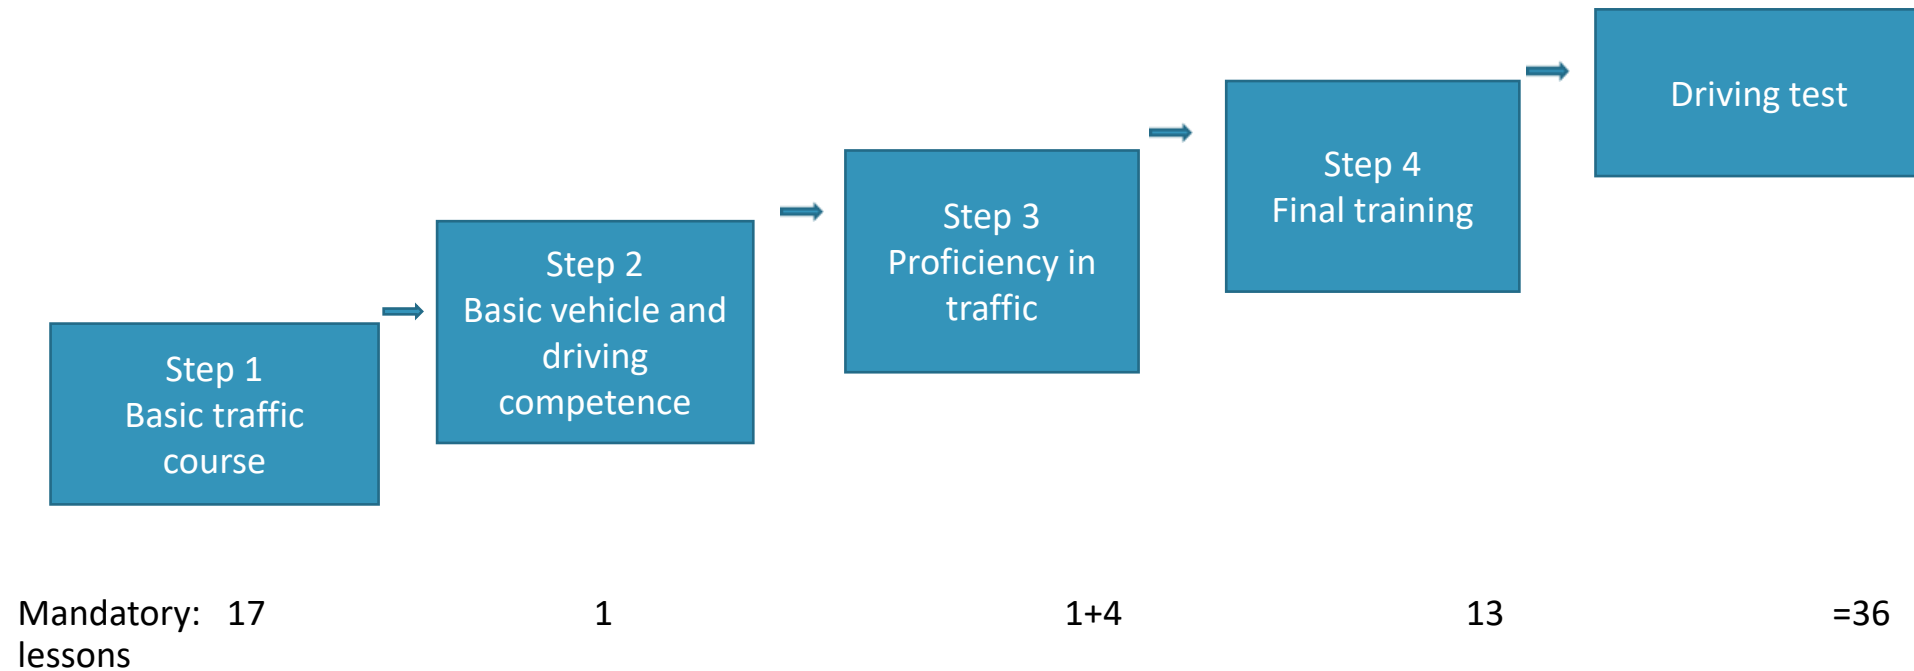 Step 1
Basic traffic
course
Step 2
Basic vehicle and
driving
competence
Step 3
Proficiency in
traffic
Step 4
Final training
Driving test
Mandatory: 17 1 1+4 13 =36
lessons